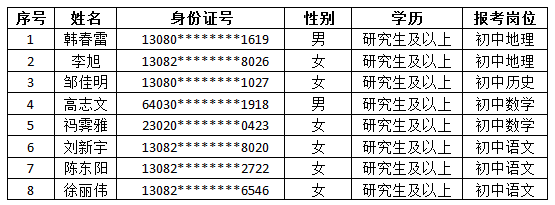 序号 姓名 身份证号 性别 学历 报考岗位
1 韩春雷 13080********1619 男 研究生及以上 初中地理
2 李旭 13082********8026 女 研究生及以上 初中地理
3 邹佳明 13080********1027 女 研究生及以上 初中历史
4 高志文 64030********1918 男 研究生及以上 初中数学
5 祃霁雅 23020********0423 女 研究生及以上 初中数学
6 刘新宇 13082********8020 女 研究生及以上 初中语文
7 陈东阳 13082********2722 女 研究生及以上 初中语文
8 徐丽伟 13082********6546 女 研究生及以上 初中语文